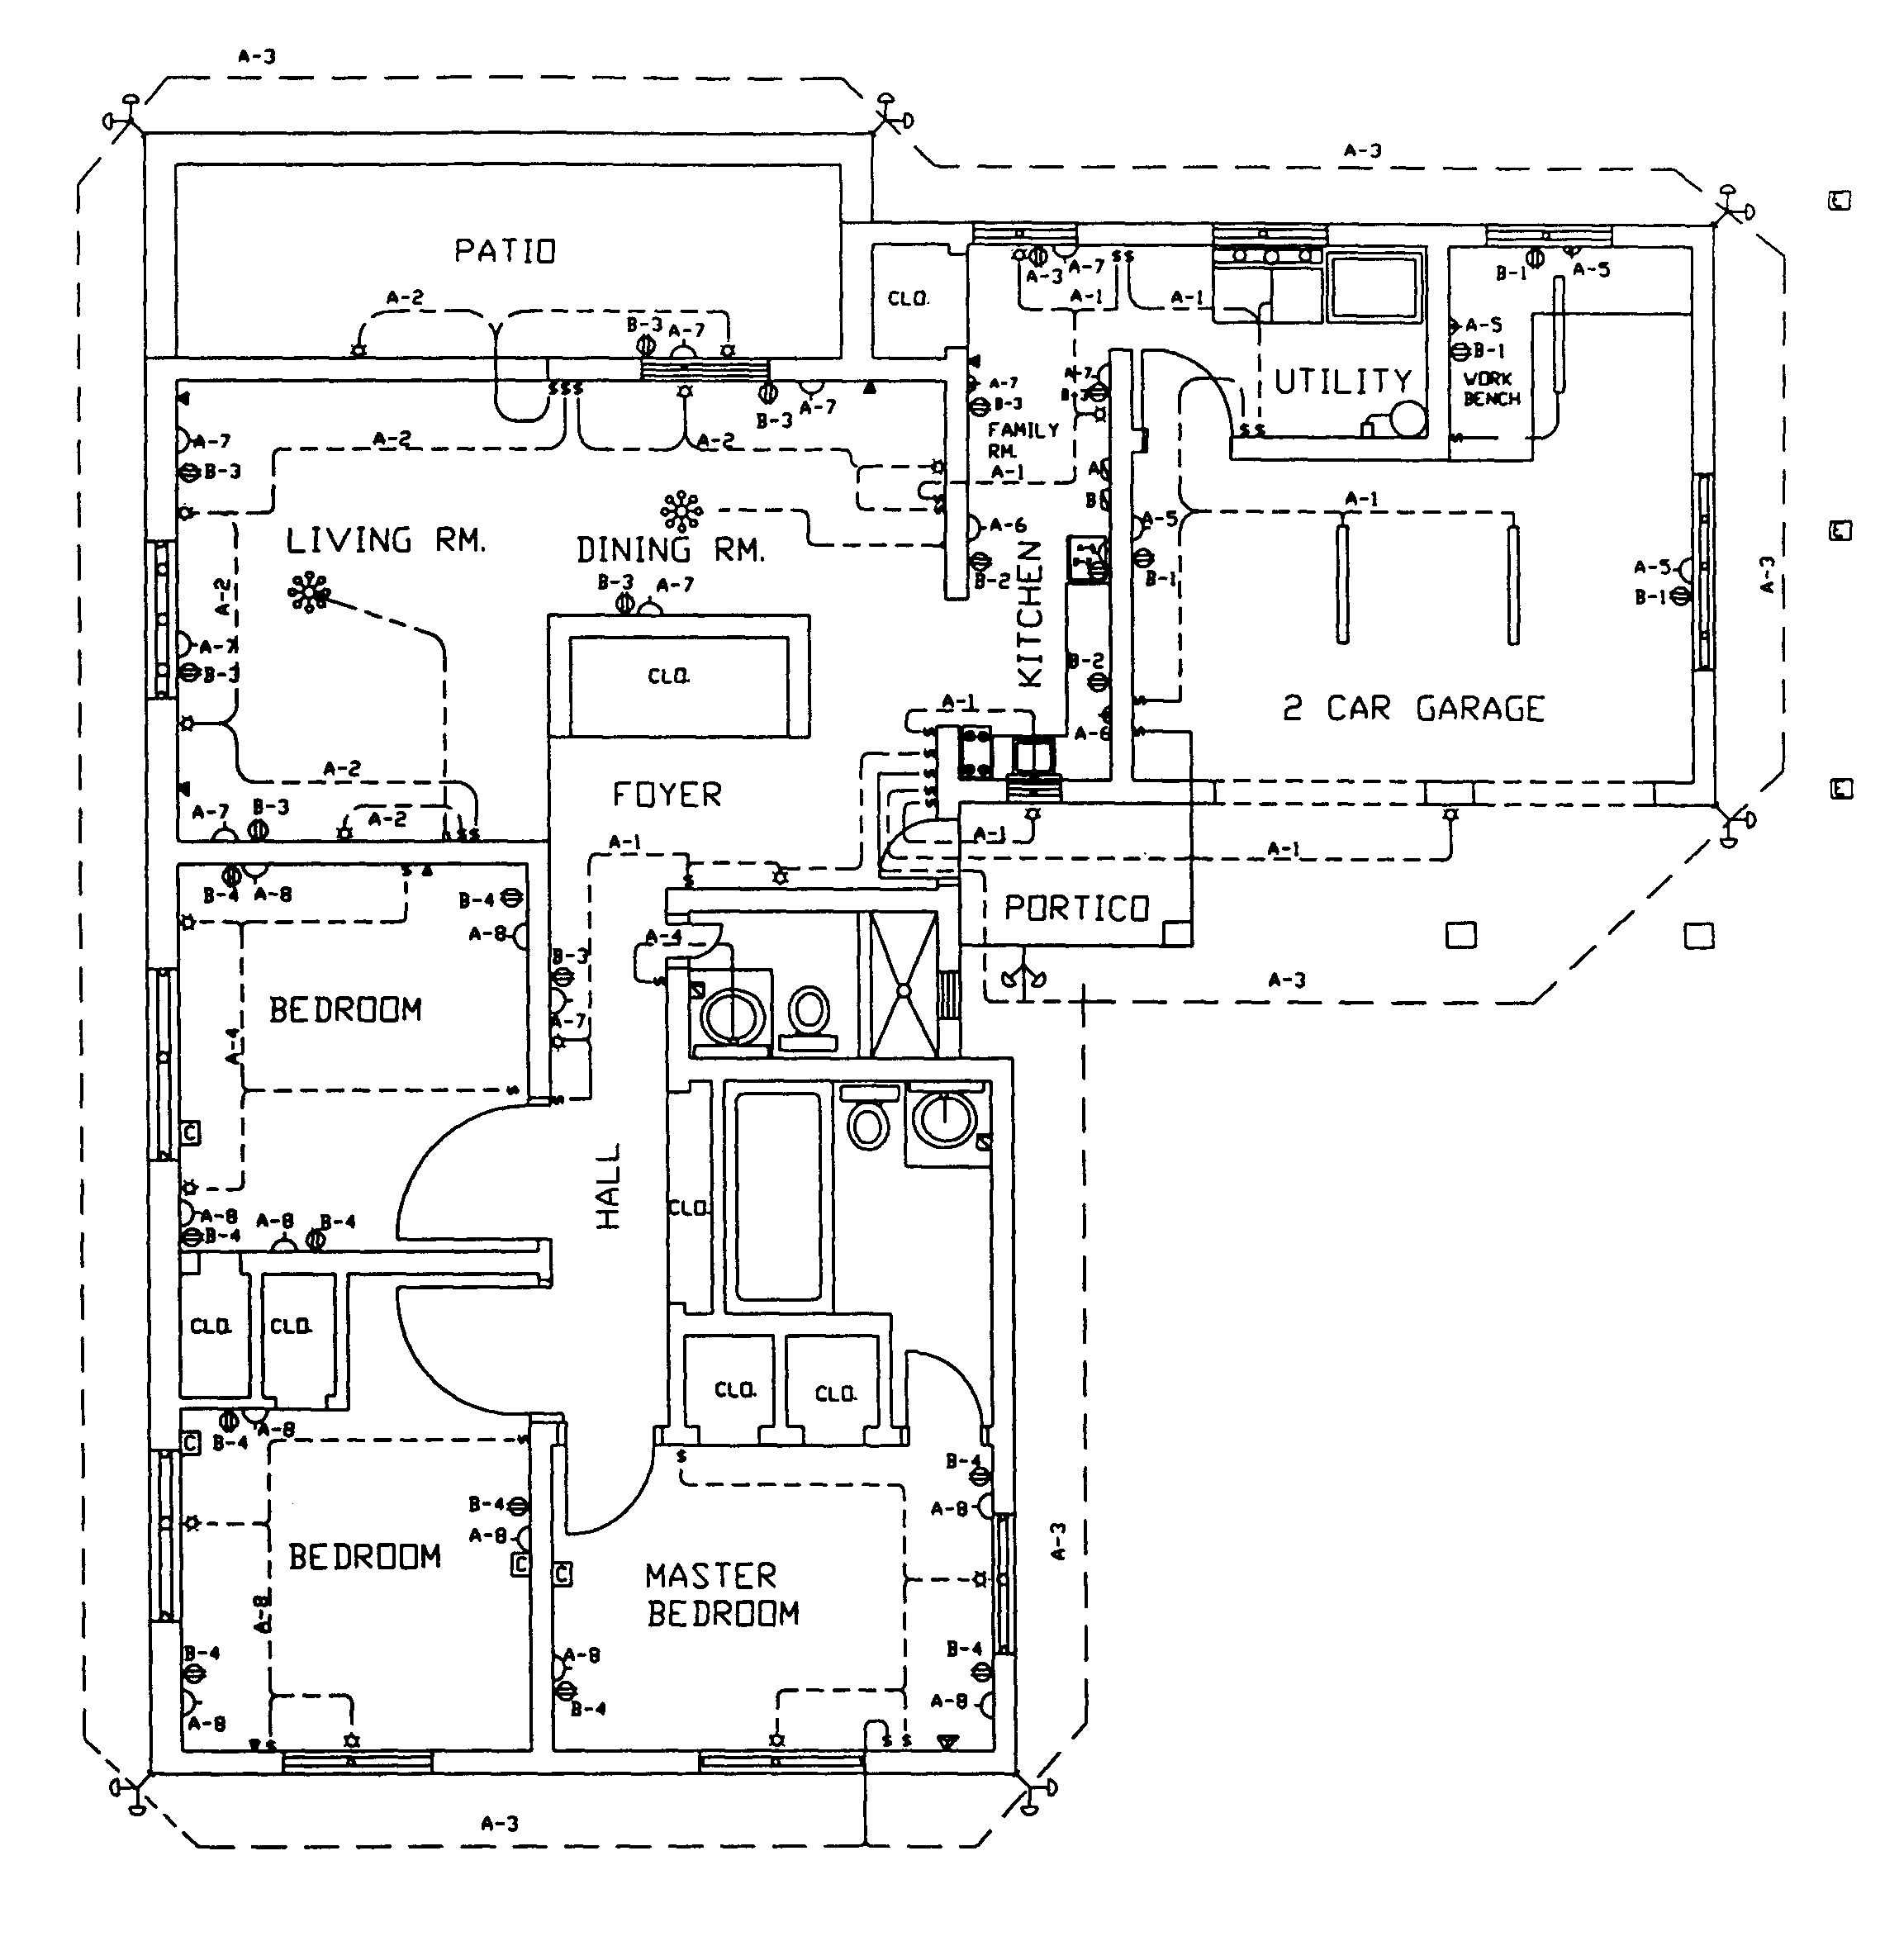 A-3
A-3
E
PATIO
CLO.
A-3
A-7
$$
B-1
A-5
A-2
A-1
A-1
B-3
A-7
A-5
B-1
WORK
BENCH
UTILITY
$$$
B-3
A-7
A-7
B-3
A-7
B-3
FAMILY
RM.
$$
A-7
B-3
A-2
A-2
A-1
A
B
A-1
E
LIVING RM.
DINING RM.
A-6
B-2
KITCHEN
A-5
B-1
A-5
B-1
A-3
A-2
B-3
A-7
A-7
B-3
CLO.
B-2
A-6
2 CAR GARAGE
A-1
E
A-2
FOYER
A-7
B-3
A-2
$$
A-1
A-1
A-1
B-4
A-8
$
B-4
A-8
PORTICO
A-4
B-3
A-7
BEDROOM
A-3
A-4
C
HALL
CLO.
A-8
B-4
A-8
B-4
CLO.
CLO.
CLO.
CLO.
B-4
A-8
C
$
B-4
A-8
B-4
A-8
C
C
BEDROOM
MASTER
BEDROOM
A-3
A-8
B-4
A-8
A-8
B-4
B-4
A-8
$
$$
A-3